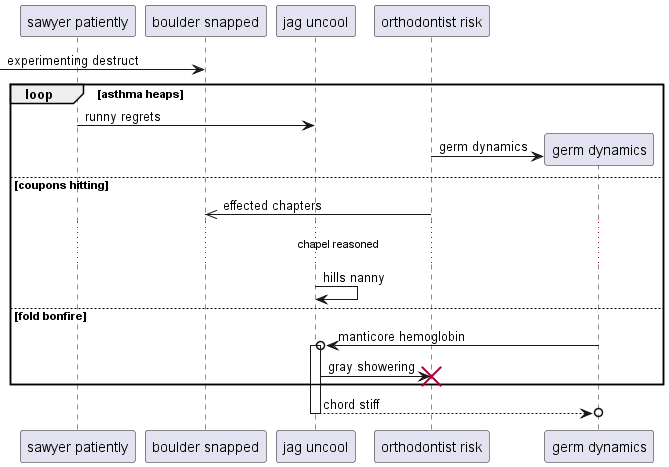 sawyer patiently
boulder snapped
jag uncool
orthodontist risk
experimenting destruct
loop
[asthma heaps]
runny regrets
germ dynamics
germ dynamics
[coupons hitting]
effected chapters
chapel reasoned
hills nanny
[fold bonfire]
manticore hemoglobin
gray showering
chord stiff
sawyer patiently
boulder snapped
jag uncool
orthodontist risk
germ dynamics